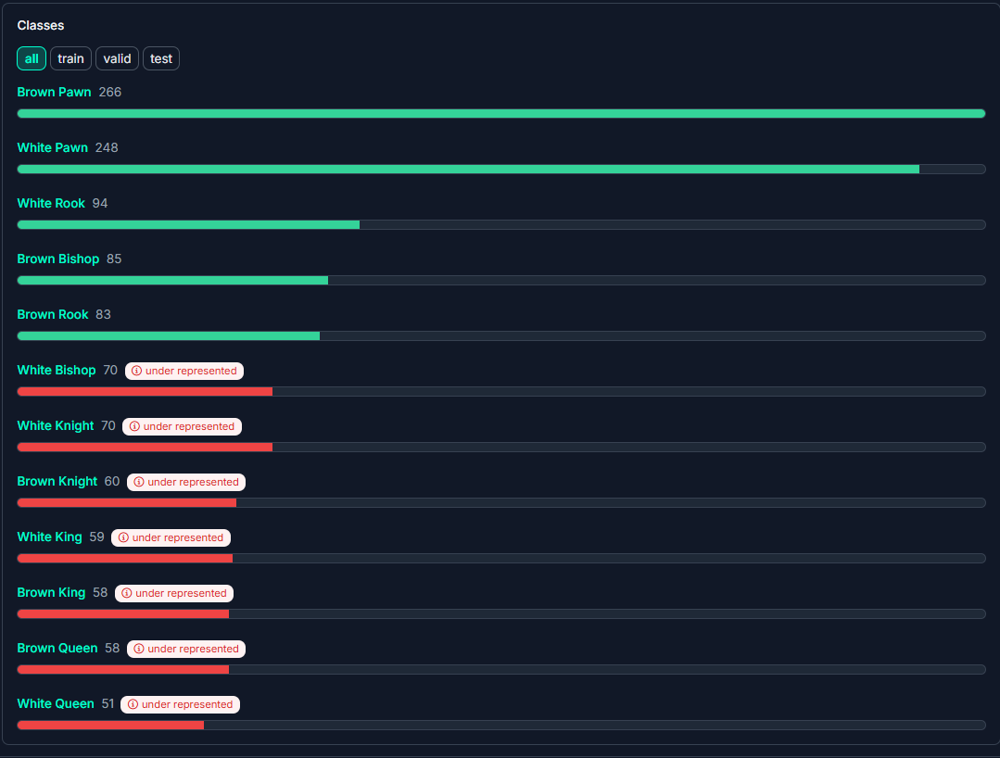 Classes
all train valid test
Brown Pawn 266
White Pawn 248
White Rook 94
Brown Bishop 85
Brown Rook 83
White Bishop 70 under represented
White Knight 70 under represented
Brown Knight 60 under represented
White King 59 under represented
Brown King 58 under represented
Brown Queen 58 under represented
White Queen 51 under represented